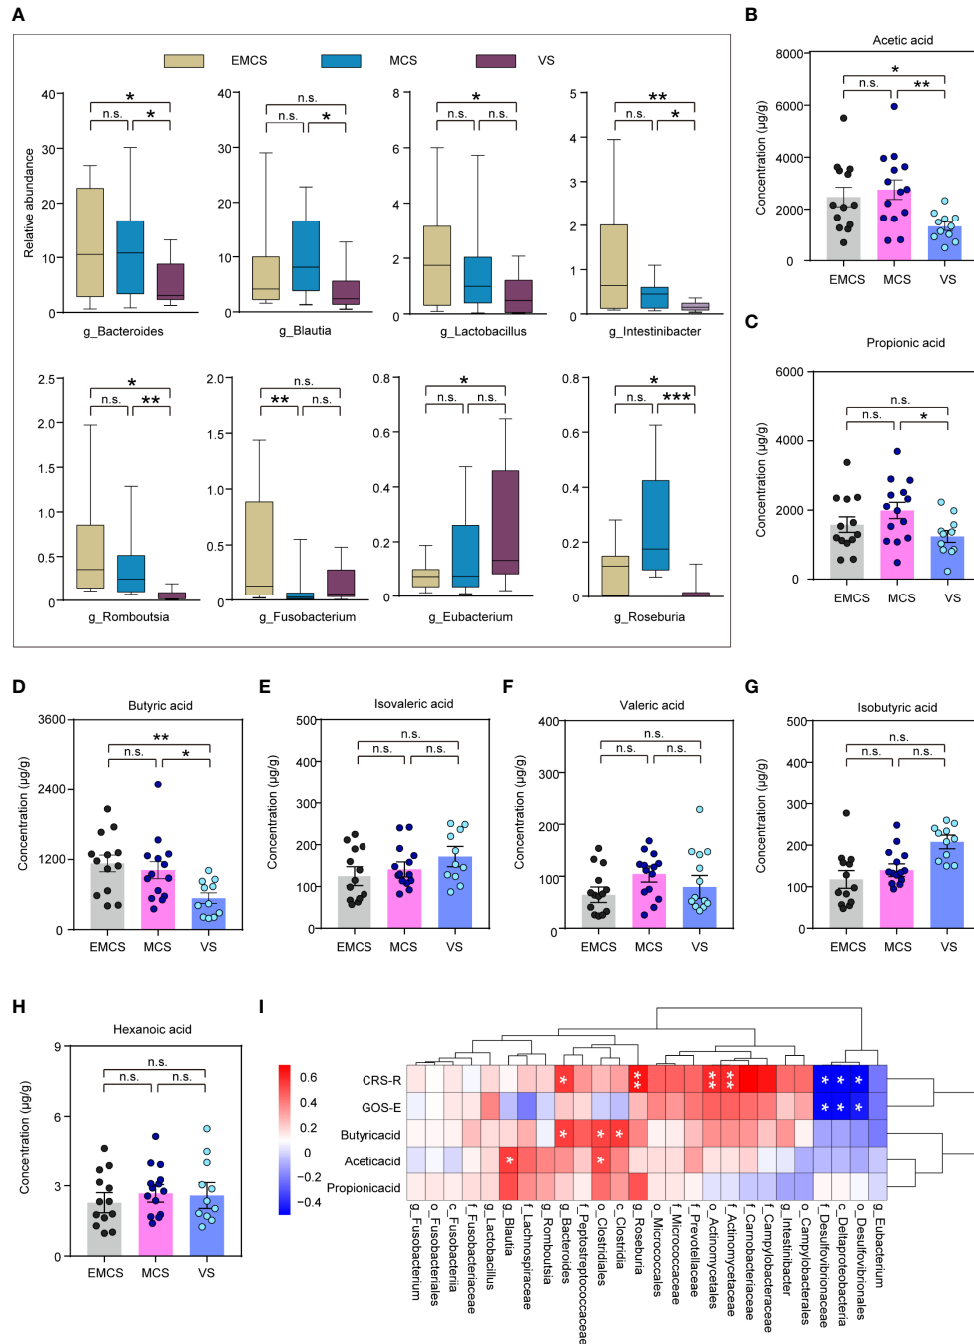 A
EMCS MCS VS
Relative abundance
40
30
20
10
0
*
n.s. *
g_Bacteroides
40
30
20
10
0
n.s.
n.s. *
g_Blautia
8
6
4
2
0
*
n.s. n.s.
g_Lactobacillus
5
4
3
2
1
0
**
n.s. *
g_Intestinibacter
2.5
2.0
1.5
1.0
0.5
0
*
n.s. **
g_Romboutsia
2.0
1.5
1.0
0.5
0
n.s.
** n.s.
g_Fusobacterium
0.8
0.6
0.4
0.2
0
*
n.s. n.s.
g_Eubacterium
0.8
0.6
0.4
0.2
0
*
n.s. ***
g_Roseburia
B
Acetic acid
Concentration (µg/g)
8000
6000
4000
2000
0
*
n.s. **
EMCS MCS VS
C
Propionic acid
Concentration (µg/g)
6000
4000
2000
0
n.s.
n.s. *
EMCS MCS VS
D
Butyric acid
Concentration (µg/g)
3600
2400
1200
0
**
n.s. *
EMCS MCS VS
E
Isovaleric acid
Concentration (µg/g)
500
400
300
200
100
0
n.s.
n.s. n.s.
EMCS MCS VS
F
Valeric acid
Concentration (µg/g)
400
300
200
100
0
n.s.
n.s. n.s.
EMCS MCS VS
G
Isobutyric acid
Concentration (µg/g)
500
400
300
200
100
0
n.s.
n.s. n.s.
EMCS MCS VS
H
Hexanoic acid
Concentration (µg/g)
9
6
3
0
n.s.
n.s. n.s.
EMCS MCS VS
I
0.6
0.4
0.2
0
−0.2
−0.4
CRS-R * ** ** ** * * *
GOS-E * * *
Butyricacid * * *
Aceticacid * *
Propionicacid
g_Fusobacterium
o_Fusobacteriales
c_Fusobacteriia
f_Fusobacteriaceae
g_Lactobacillus
g_Blautia
f_Lachnospiraceae
g_Romboutsia
g_Bacteroides
f_Peptostreptococcaceae
o_Clostridiales
c_Clostridia
g_Roseburia
o_Micrococcales
f_Micrococcaceae
f_Prevotellaceae
o_Actinomycetales
f_Actinomycetaceae
f_Carnobacteriaceae
f_Campylobacteraceae
g_Intestinibacter
o_Campylobacterales
f_Desulfovibrionaceae
c_Deltaproteobacteria
o_Desulfovibrionales
g_Eubacterium